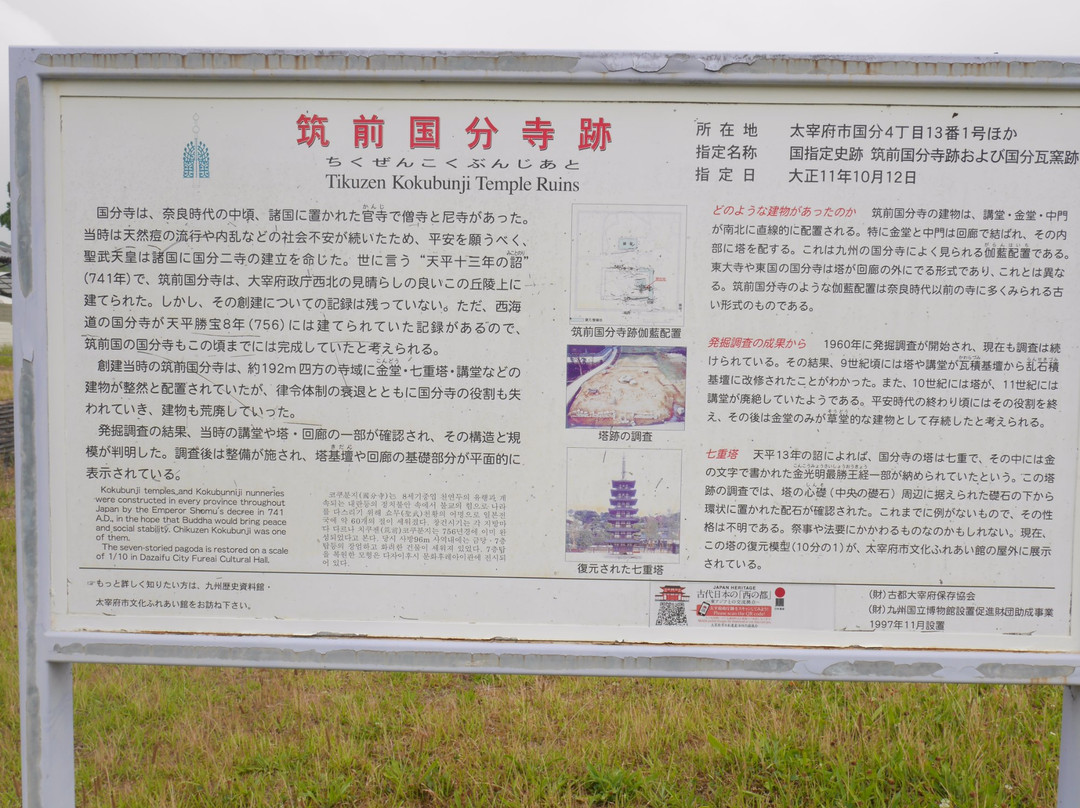 筑前国分寺跡
ちくぜんこくぶんじあと
Tikuzen Kokubunji Temple Ruins
所在地 太宰府市国分4丁目13番1号ほか
指定名称 国指定史跡 筑前国分寺跡および国分瓦窯跡
指定日 大正11年10月12日
国分寺は、奈良時代の中頃、諸国に置かれた官寺で僧寺と尼寺があった。
当時は天然痘の流行や内乱などの社会不安が続いたため、平安を願うべく、
聖武天皇は諸国に国分二寺の建立を命じた。世に言う“天平十三年の詔”
(741年)で、筑前国分寺は、大宰府政庁西北の見晴らしの良いこの丘陵上に
建てられた。しかし、その創建についての記録は残っていない。ただ、西海
道の国分寺が天平勝宝8年(756)には建てられていた記録があるので、
筑前国の国分寺もこの頃までには完成していたと考えられる。
創建当時の筑前国分寺は、約192m四方の寺域に金堂・七重塔・講堂などの
建物が整然と配置されていたが、律令体制の衰退とともに国分寺の役割も失
われていき、建物も荒廃していった。
発掘調査の結果、当時の講堂や塔・回廊の一部が確認され、その構造と規
模が判明した。調査後は整備が施され、塔基壇や回廊の基礎部分が平面的に
表示されている。
Kokubunji temples and Kokubunniji nunneries
were constructed in every province throughout
Japan by the Emperor Shemu's decree in 741
A.D., in the hope that Buddha would bring peace
and social stability. Chikuzen Kokubunji was one
of them.
The seven-storied pagoda is restored on a scale
of 1/10 in Dazaifu City Fureai Cultural Hall.
筑前国分寺跡伽藍配置
塔跡の調査
復元された七重塔
どのような建物があったのか 筑前国分寺の建物は、講堂・金堂・中門
が南北に直線的に配置される。特に金堂と中門は回廊で結ばれ、その内
部に塔を配する。これは九州の国分寺によく見られる伽藍配置である。
東大寺や東国の国分寺は塔が回廊の外にでる形式であり、これとは異な
る。筑前国分寺のような伽藍配置は奈良時代以前の寺に多くみられる古
い形式のものである。
発掘調査の成果から 1960年に発掘調査が開始され、現在も調査は続
けられている。その結果、9世紀頃には塔や講堂が瓦積基壇から乱石積
基壇に改修されたことがわかった。また、10世紀には塔が、11世紀には
講堂が廃絶していたようである。平安時代の終わり頃にはその役割を終
え、その後は金堂のみが草堂的な建物として存続したと考えられる。
七重塔 天平13年の詔によれば、国分寺の塔は七重で、その中には金
の文字で書かれた金光明最勝王経一部が納められていたという。この塔
跡の調査では、塔の心礎(中央の礎石)周辺に据えられた礎石の下から
環状に置かれた配石が確認された。これまでに例がないもので、その性
格は不明である。祭事や法要にかかわるものなのかもしれない。現在、
この塔の復元模型(10分の1)が、太宰府市文化ふれあい館の屋外に展示
されている。
☞もっと詳しく知りたい方は、九州歴史資料館・
太宰府市文化ふれあい館をお訪ね下さい。
JAPAN HERITAGE
古代日本の「西の都」
(財)古都大宰府保存協会
(財)九州国立博物館設置促進財団助成事業
1997年11月設置